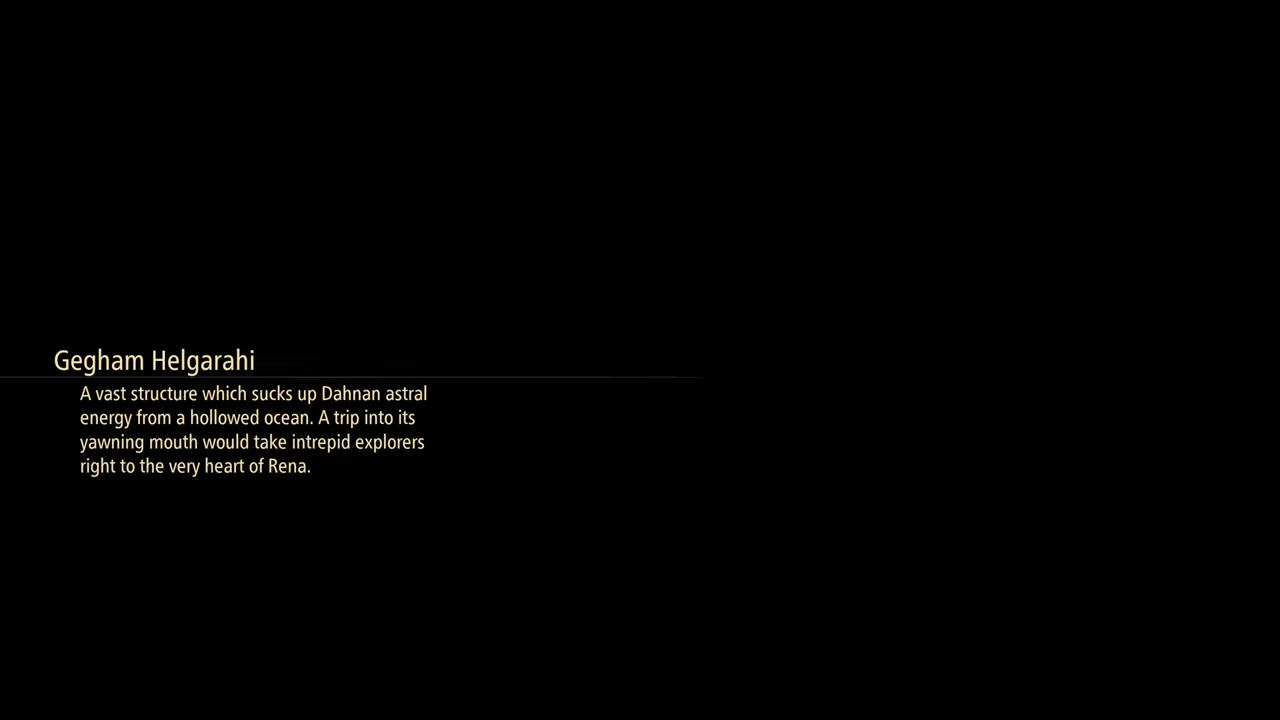 Gegham Helgarahi
A vast structure which sucks up Dahnan astral
energy from a hollowed ocean. A trip into its
yawning mouth would take intrepid explorers
right to the very heart of Rena.